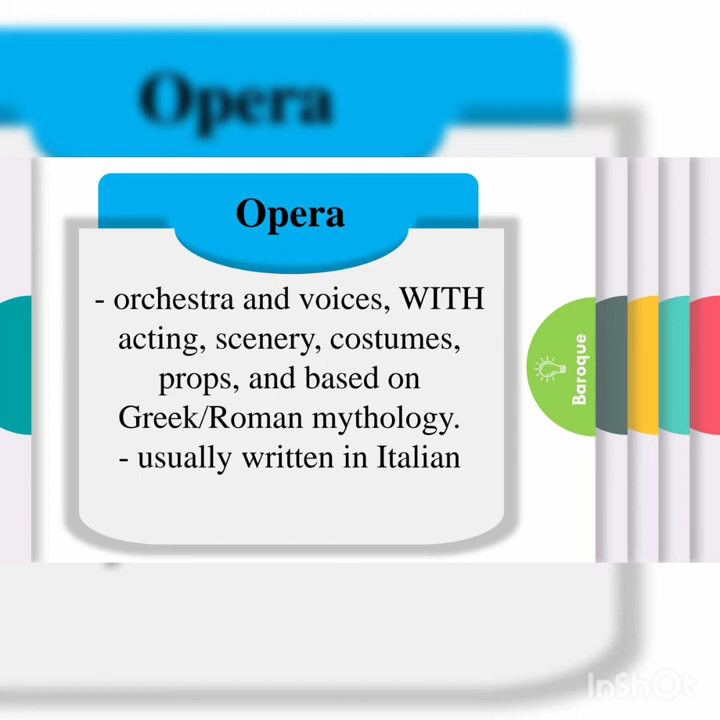 Opera
Opera
- orchestra and voices, WITH
acting, scenery, costumes,
props, and based on
Greek/Roman mythology.
- usually written in Italian
Baroque
InShOt